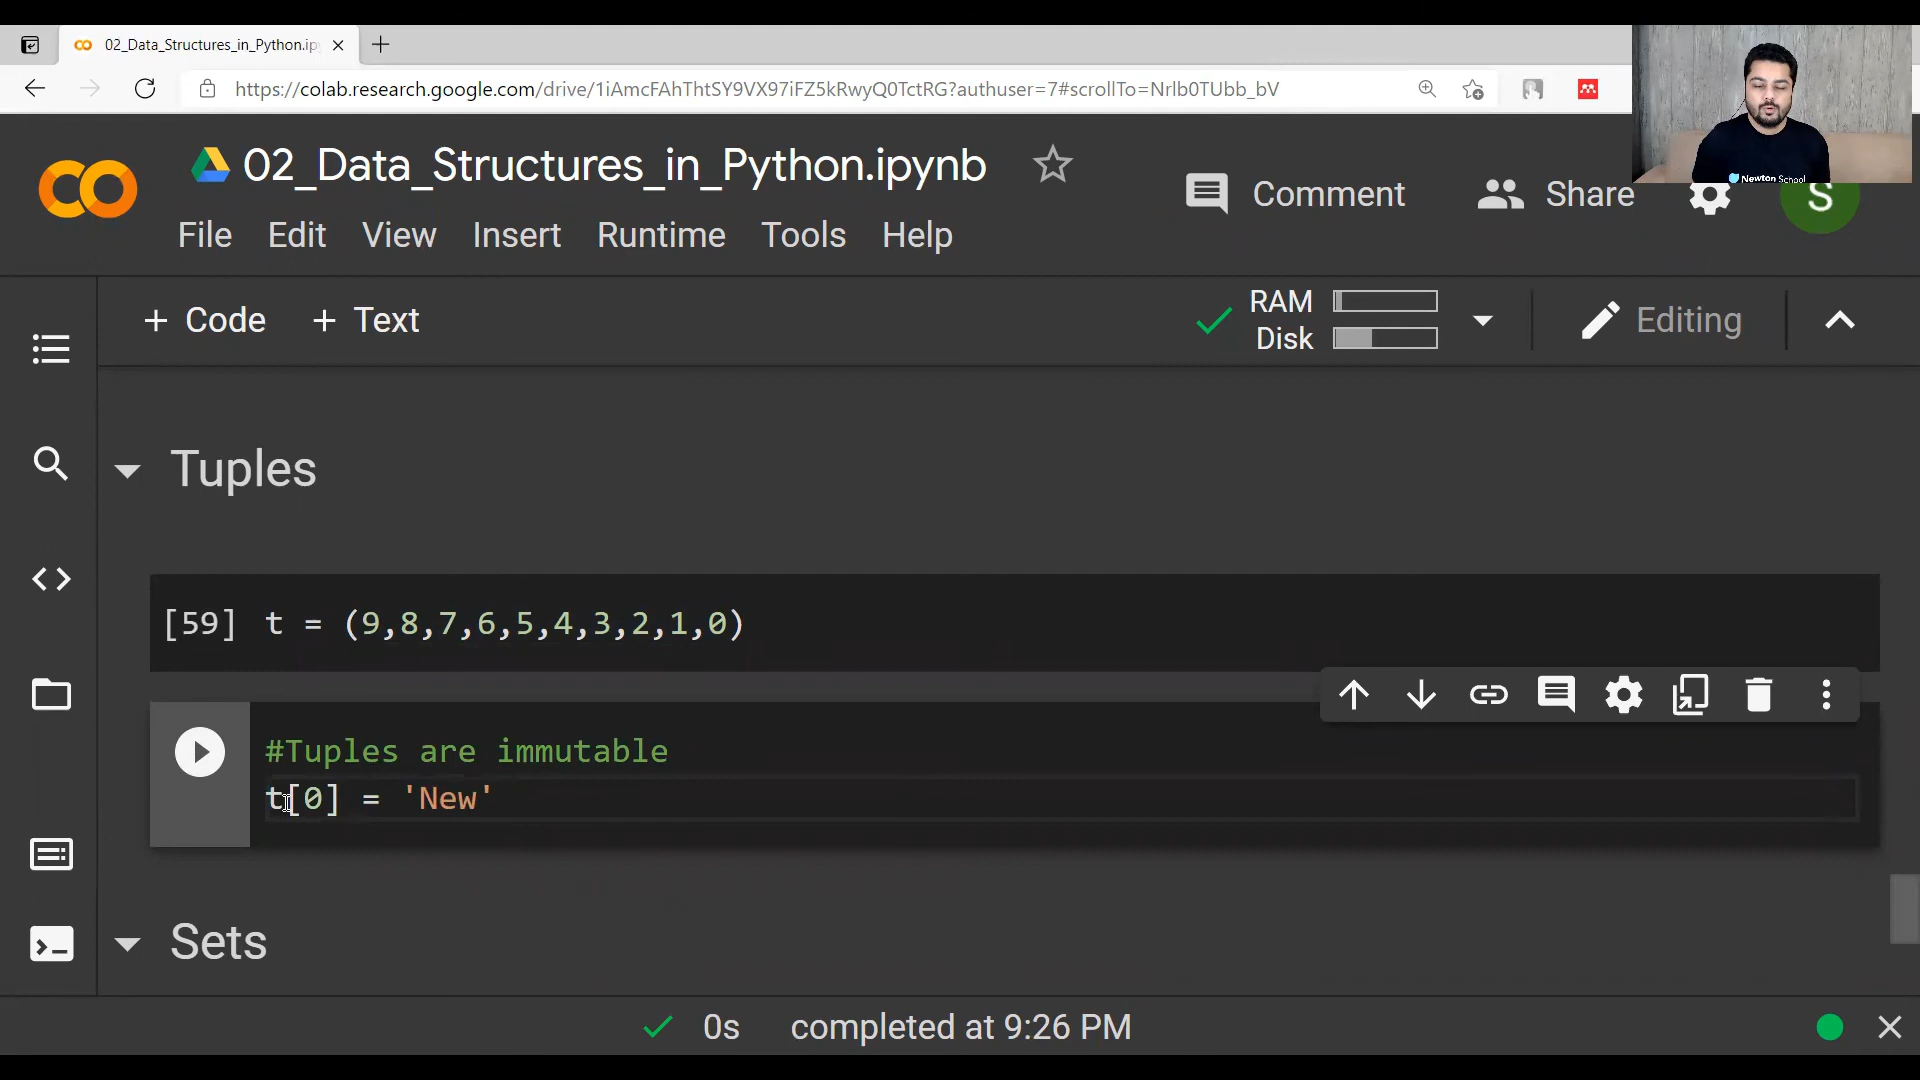 02_Data_Structures_in_Python.ip
https://colab.research.google.com/drive/1iAmcFAhThtSY9VX97iFZ5kRwyQ0TctRG?authuser=7#scrollTo=Nrlb0TUbb_bV
Newton School
02_Data_Structures_in_Python.ipynb
Comment
Share
S
File Edit View Insert Runtime Tools Help
+ Code + Text
RAM
Disk
Editing
Tuples
[59] t = (9,8,7,6,5,4,3,2,1,0)
#Tuples are immutable
t[0] = 'New'
Sets
0s completed at 9:26 PM